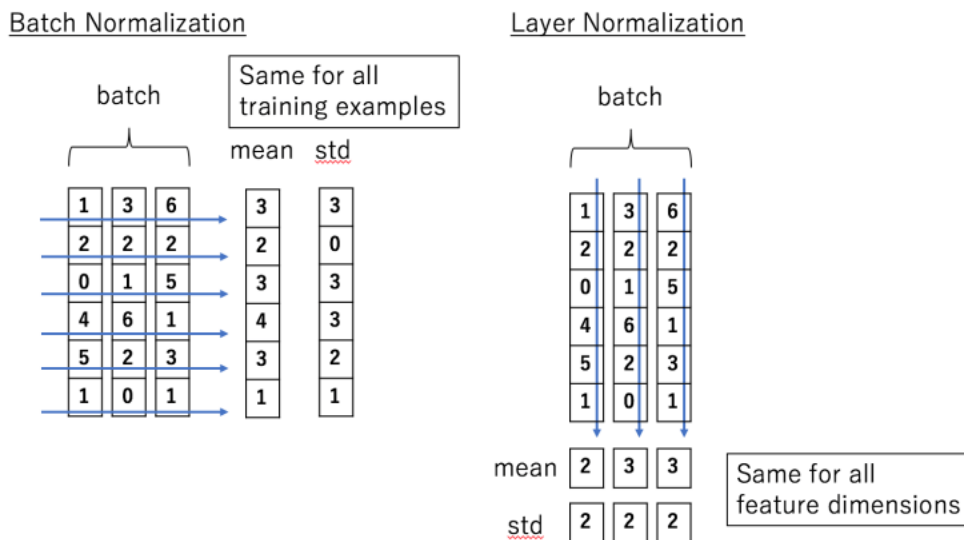 Batch Normalization
Same for all
training examples
batch
mean std
1 3 6 3 3
2 2 2 2 0
0 1 5 3 3
4 6 1 4 3
5 2 3 3 2
1 0 1 1 1
Layer Normalization
batch
1 3 6
2 2 2
0 1 5
4 6 1
5 2 3
1 0 1
mean 2 3 3
std 2 2 2
Same for all
feature dimensions